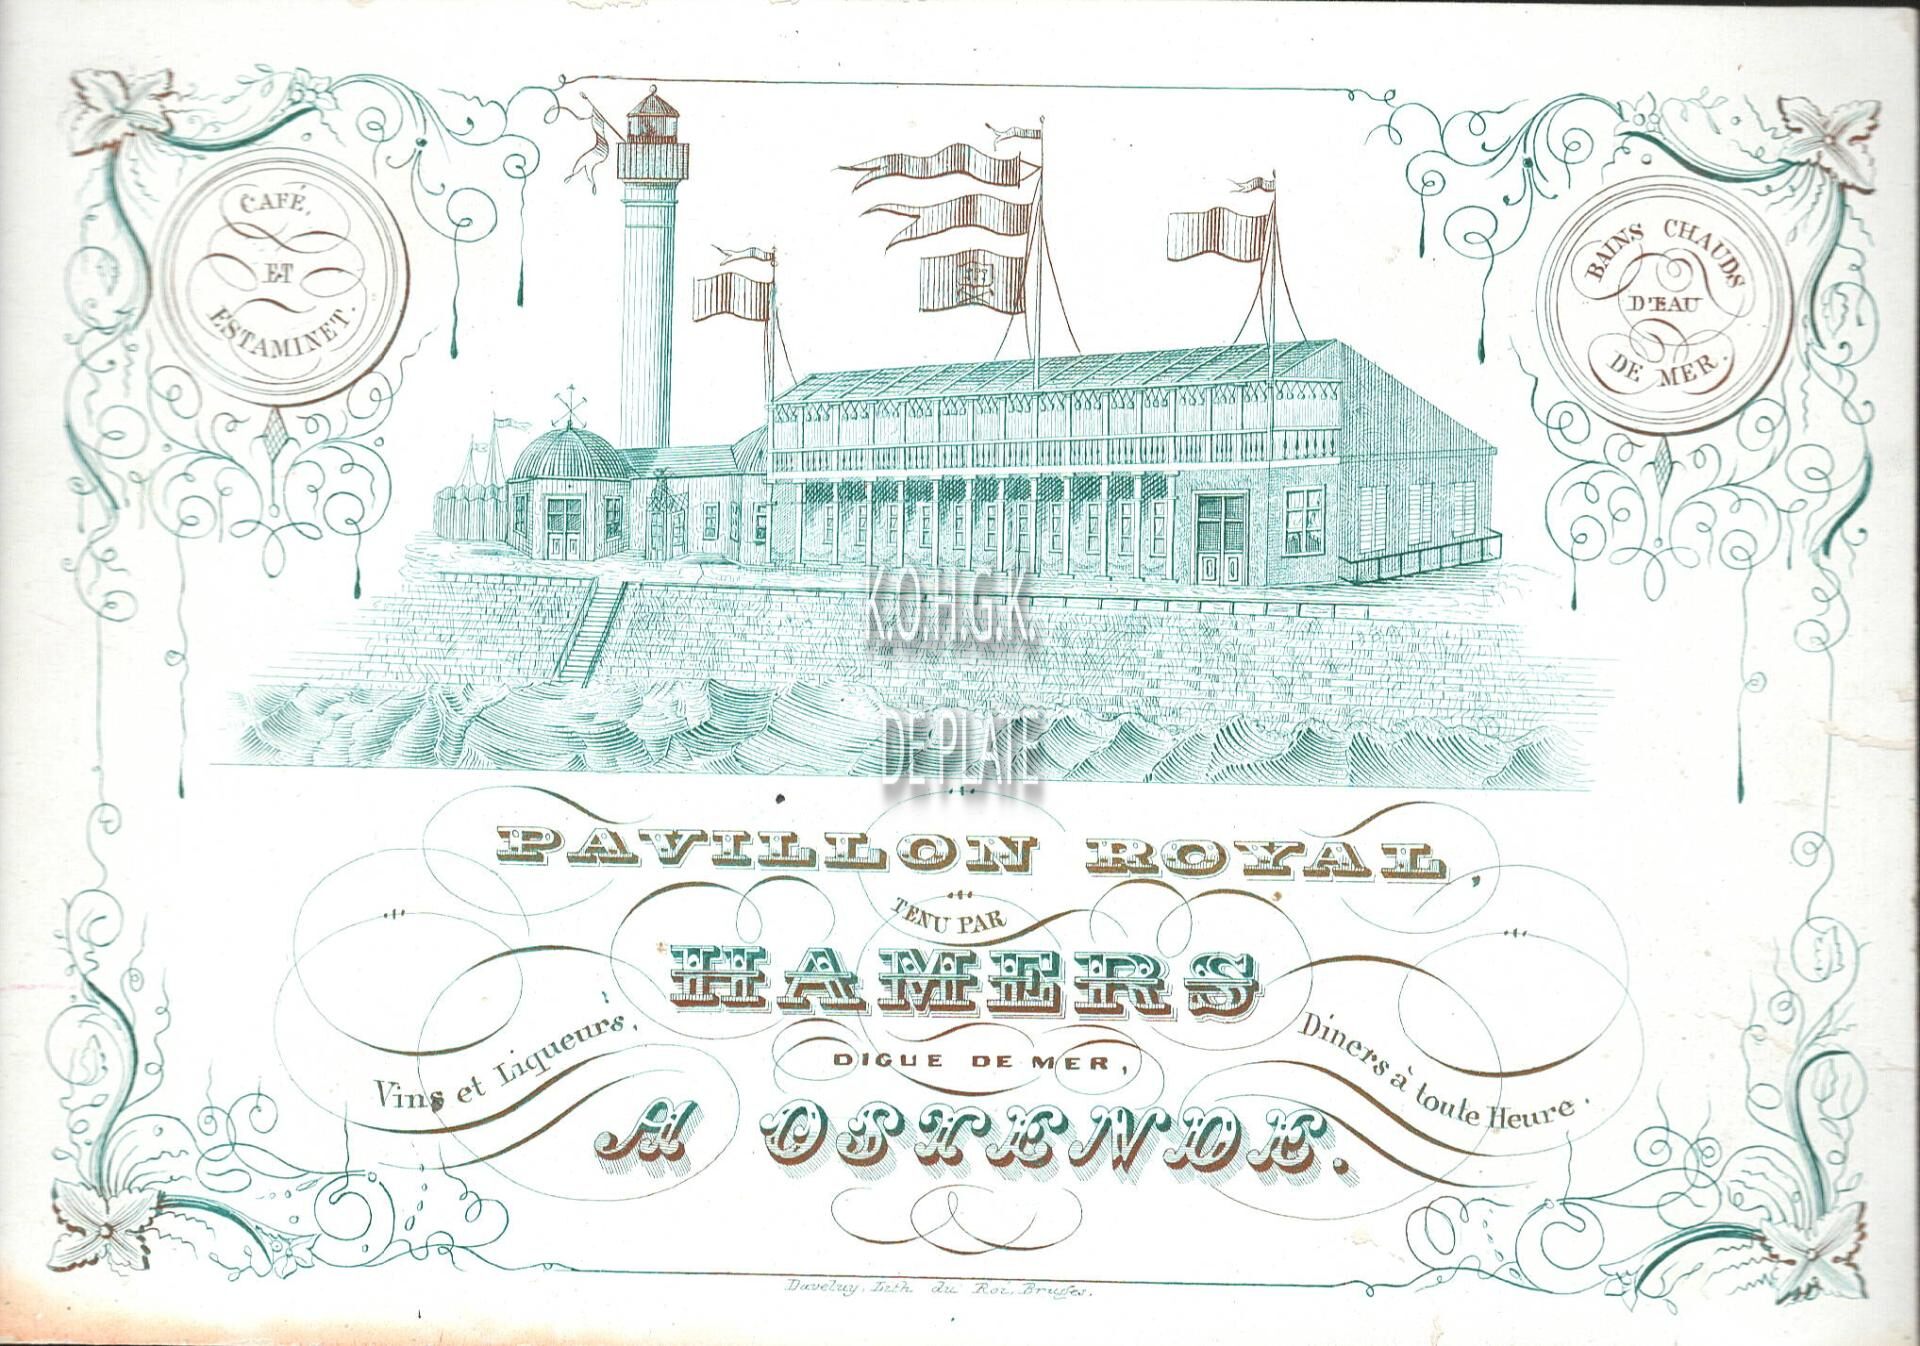 CAFÉ,
ET
ESTAMINET.
BAINS CHAUDS
D'EAU
DE MER.
K.O.H.G.K.
DE PLATE
PAVILLON ROYAL,
TENU PAR
HAMERS
Vins et Liqueurs,
DIGUE DE MER,
Diners à toute Heure.
A OSTENDE.
Daveluy, Lith. du Roi, Bruges.